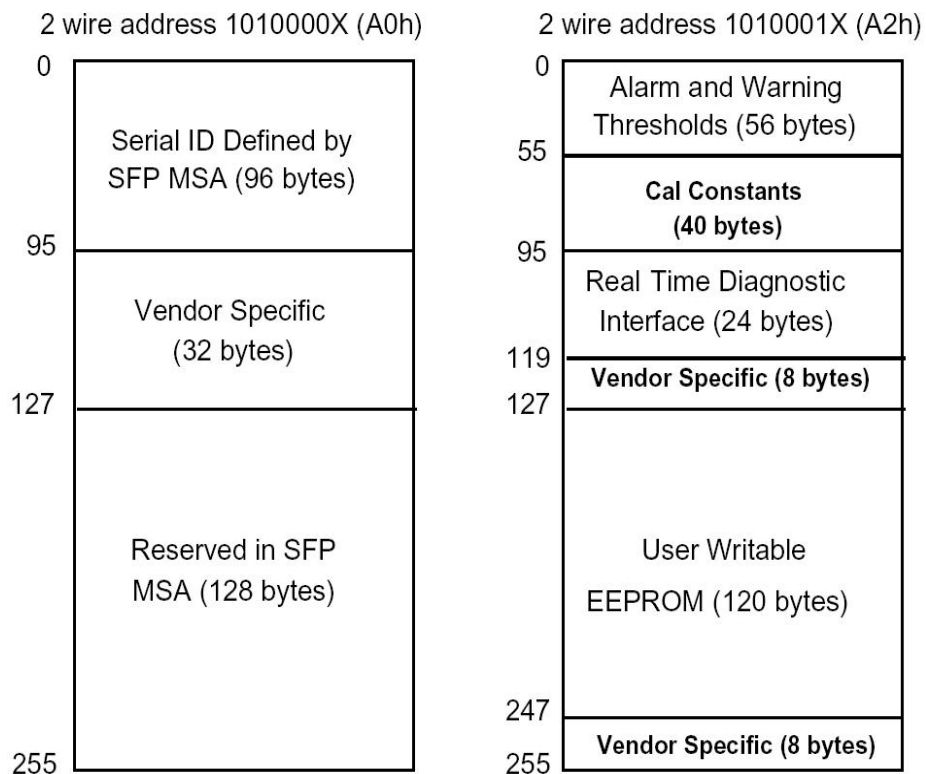 2 wire address 1010000X (A0h)
0
Serial ID Defined by
SFP MSA (96 bytes)
95
Vendor Specific
(32 bytes)
127
Reserved in SFP
MSA (128 bytes)
255
2 wire address 1010001X (A2h)
0
Alarm and Warning
Thresholds (56 bytes)
55
Cal Constants
(40 bytes)
95
Real Time Diagnostic
Interface (24 bytes)
119
Vendor Specific (8 bytes)
127
User Writable
EEPROM (120 bytes)
247
Vendor Specific (8 bytes)
255